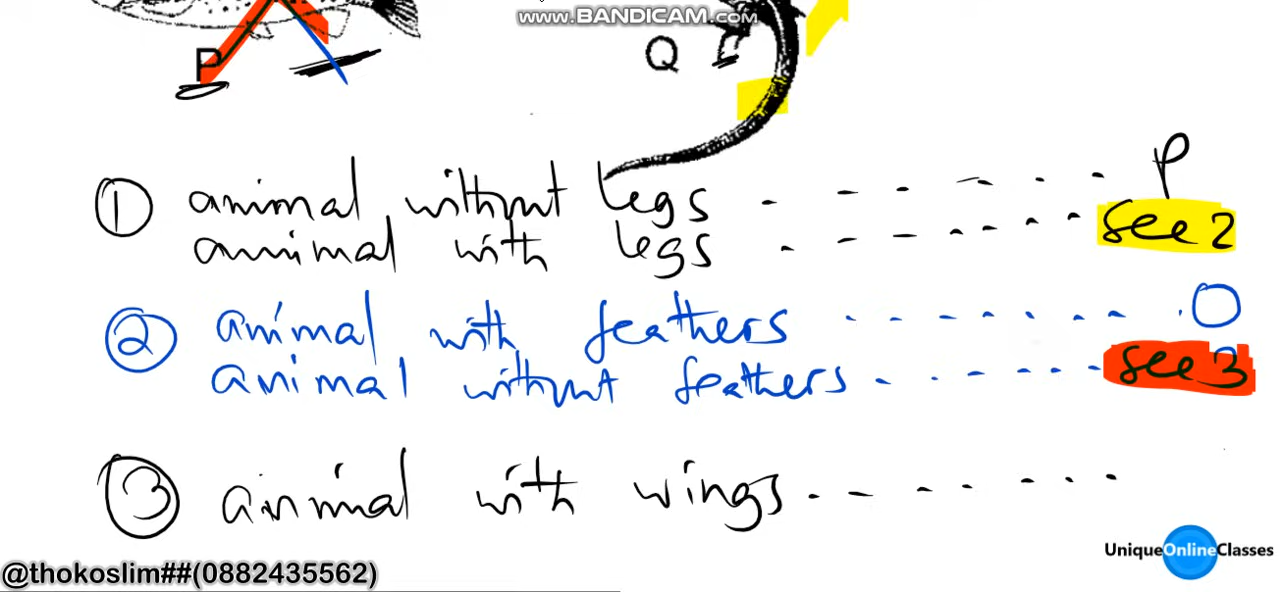 www.BANDICAM.COM
P
Q
① animal without legs - - - - - - - P
animal with legs - - - - - - - see 2
② animal with feathers - - - - - - - O
animal without feathers - - - - - - see 3
③ animal with wings - - - - - - -
UniqueOnlineClasses
@thokoslim##(0882435562)